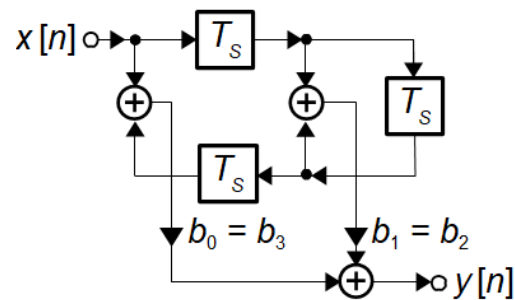 x[n]
T_S
T_S
T_S
b_0 = b_3
b_1 = b_2
y[n]